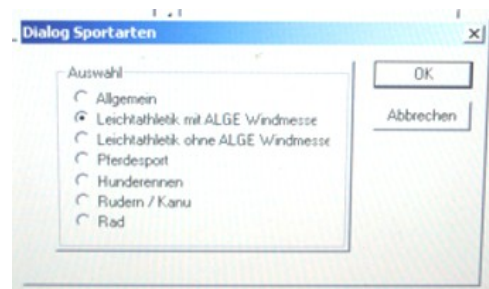 Dialog Sportarten
Auswahl
Allgemein
Leichtathletik mit ALGE Windmesse
Leichtathletik ohne ALGE Windmesse
Pferdesport
Hunderennen
Rudern / Kanu
Rad
OK
Abbrechen